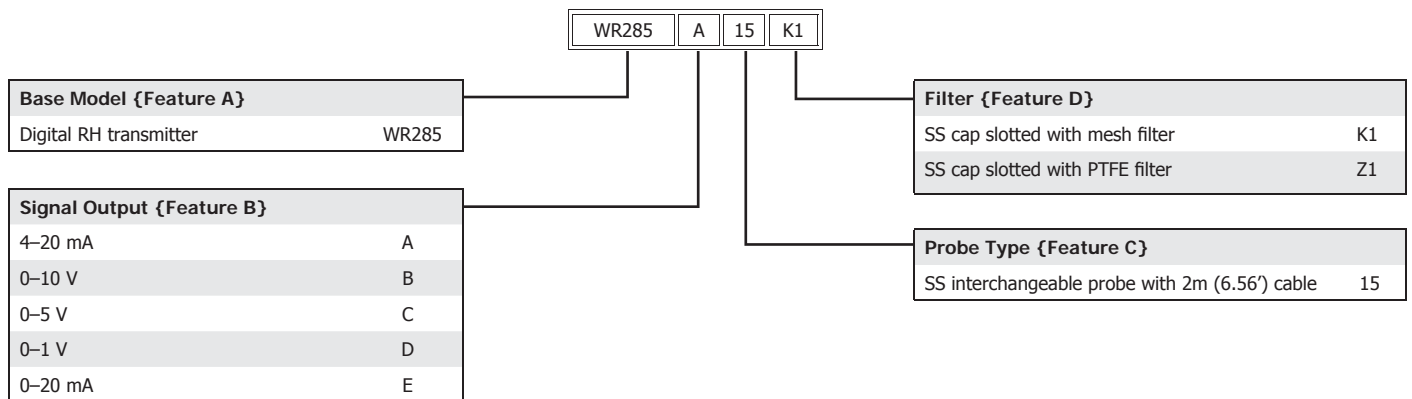 WR285 A 15 K1
Base Model {Feature A}
Digital RH transmitter WR285
Signal Output {Feature B}
4–20 mA A
0–10 V B
0–5 V C
0–1 V D
0–20 mA E
Filter {Feature D}
SS cap slotted with mesh filter K1
SS cap slotted with PTFE filter Z1
Probe Type {Feature C}
SS interchangeable probe with 2m (6.56′) cable 15